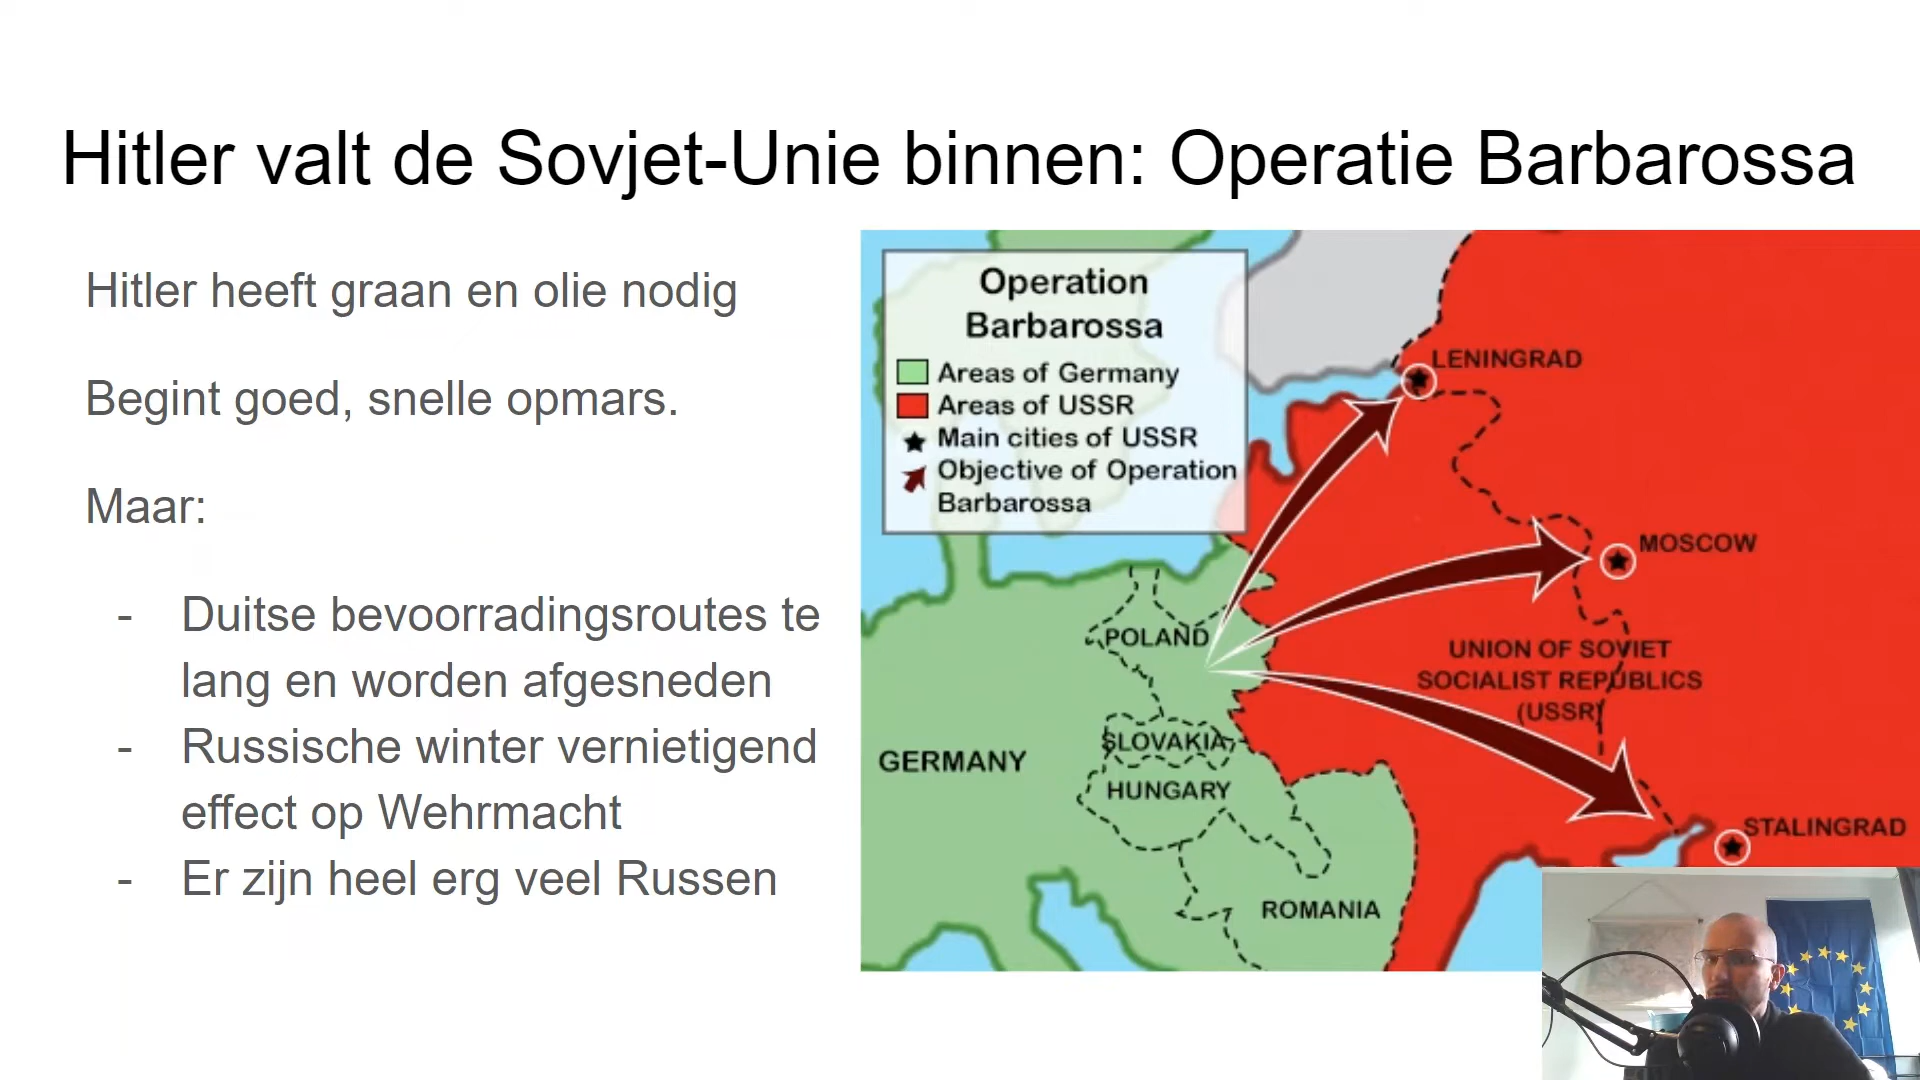 Hitler valt de Sovjet-Unie binnen: Operatie Barbarossa
Hitler heeft graan en olie nodig
Begint goed, snelle opmars.
Maar:
- Duitse bevoorradingsroutes te
lang en worden afgesneden
- Russische winter vernietigend
effect op Wehrmacht
- Er zijn heel erg veel Russen
Operation
Barbarossa
Areas of Germany
Areas of USSR
Main cities of USSR
Objective of Operation
Barbarossa
LENINGRAD
MOSCOW
POLAND
UNION OF SOVIET
SOCIALIST REPUBLICS
(USSR)
SLOVAKIA
GERMANY
HUNGARY
STALINGRAD
ROMANIA